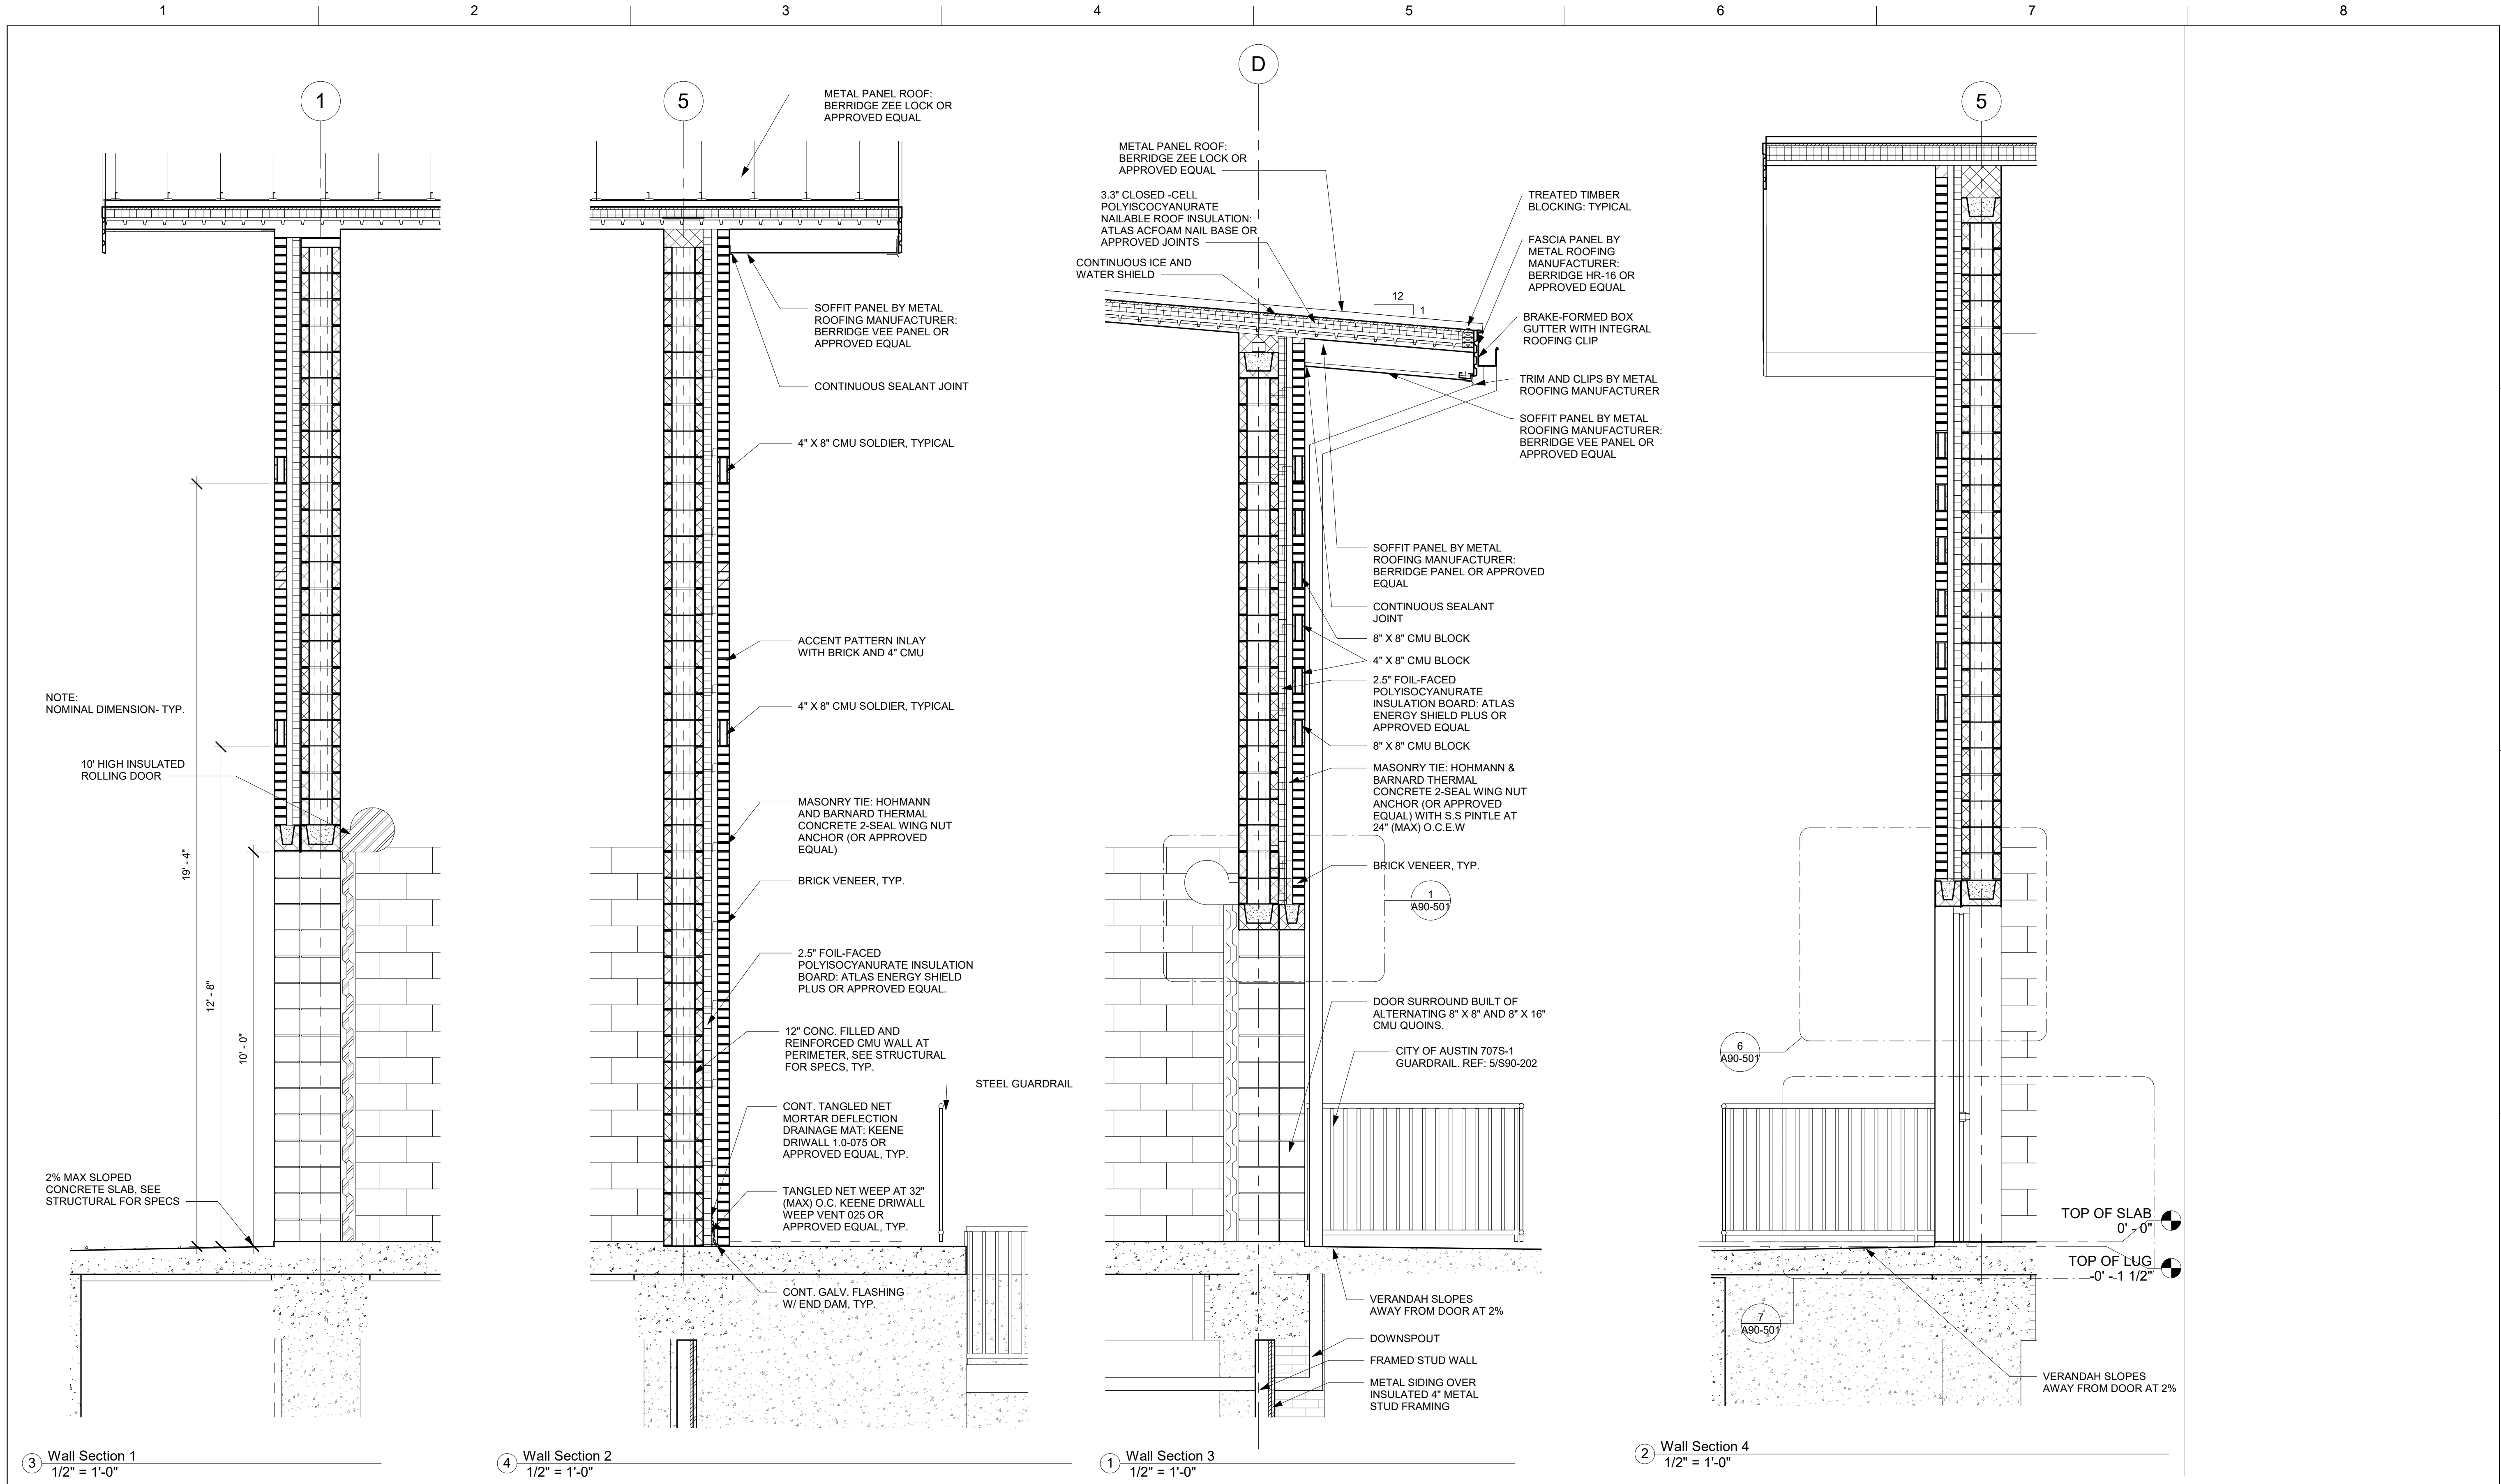 1
2
3
4
5
6
7
8
1
METAL PANEL ROOF:
BERRIDGE ZEE LOCK OR
APPROVED EQUAL
5
SOFFIT PANEL BY METAL
ROOFING MANUFACTURER:
BERRIDGE VEE PANEL OR
APPROVED EQUAL
CONTINUOUS SEALANT JOINT
4" X 8" CMU SOLDIER, TYPICAL
ACCENT PATTERN INLAY
WITH BRICK AND 4" CMU
4" X 8" CMU SOLDIER, TYPICAL
MASONRY TIE: HOHMANN
AND BARNARD THERMAL
CONCRETE 2-SEAL WING NUT
ANCHOR (OR APPROVED
EQUAL)
BRICK VENEER, TYP.
2.5" FOIL-FACED
POLYISOCYANURATE INSULATION
BOARD: ATLAS ENERGY SHIELD
PLUS OR APPROVED EQUAL.
12" CONC. FILLED AND
REINFORCED CMU WALL AT
PERIMETER, SEE STRUCTURAL
FOR SPECS, TYP.
STEEL GUARDRAIL
CONT. TANGLED NET
MORTAR DEFLECTION
DRAINAGE MAT: KEENE
DRIWALL 1.0-075 OR
APPROVED EQUAL, TYP.
TANGLED NET WEEP AT 32"
(MAX) O.C. KEENE DRIWALL
WEEP VENT 025 OR
APPROVED EQUAL, TYP.
CONT. GALV. FLASHING
W/ END DAM, TYP.
NOTE:
NOMINAL DIMENSION- TYP.
10' HIGH INSULATED
ROLLING DOOR
19' - 4"
12' - 8"
10' - 0"
2% MAX SLOPED
CONCRETE SLAB, SEE
STRUCTURAL FOR SPECS
D
METAL PANEL ROOF:
BERRIDGE ZEE LOCK OR
APPROVED EQUAL
3.3" CLOSED -CELL
POLYISCOCYANURATE
NAILABLE ROOF INSULATION:
ATLAS ACFOAM NAIL BASE OR
APPROVED JOINTS
CONTINUOUS ICE AND
WATER SHIELD
12
1
TREATED TIMBER
BLOCKING: TYPICAL
FASCIA PANEL BY
METAL ROOFING
MANUFACTURER:
BERRIDGE HR-16 OR
APPROVED EQUAL
BRAKE-FORMED BOX
GUTTER WITH INTEGRAL
ROOFING CLIP
TRIM AND CLIPS BY METAL
ROOFING MANUFACTURER
SOFFIT PANEL BY METAL
ROOFING MANUFACTURER:
BERRIDGE VEE PANEL OR
APPROVED EQUAL
SOFFIT PANEL BY METAL
ROOFING MANUFACTURER:
BERRIDGE PANEL OR APPROVED
EQUAL
CONTINUOUS SEALANT
JOINT
8" X 8" CMU BLOCK
4" X 8" CMU BLOCK
2.5" FOIL-FACED
POLYISOCYANURATE
INSULATION BOARD: ATLAS
ENERGY SHIELD PLUS OR
APPROVED EQUAL
8" X 8" CMU BLOCK
MASONRY TIE: HOHMANN &
BARNARD THERMAL
CONCRETE 2-SEAL WING NUT
ANCHOR (OR APPROVED
EQUAL) WITH S.S PINTLE AT
24" (MAX) O.C.E.W
BRICK VENEER, TYP.
1
A90-501
DOOR SURROUND BUILT OF
ALTERNATING 8" X 8" AND 8" X 16"
CMU QUOINS.
CITY OF AUSTIN 707S-1
GUARDRAIL. REF: 5/S90-202
VERANDAH SLOPES
AWAY FROM DOOR AT 2%
DOWNSPOUT
FRAMED STUD WALL
METAL SIDING OVER
INSULATED 4" METAL
STUD FRAMING
5
6
A90-501
TOP OF SLAB
0' - 0"
TOP OF LUG
-0' - 1 1/2"
7
A90-501
VERANDAH SLOPES
AWAY FROM DOOR AT 2%
3 Wall Section 1
1/2" = 1'-0"
4 Wall Section 2
1/2" = 1'-0"
1 Wall Section 3
1/2" = 1'-0"
2 Wall Section 4
1/2" = 1'-0"